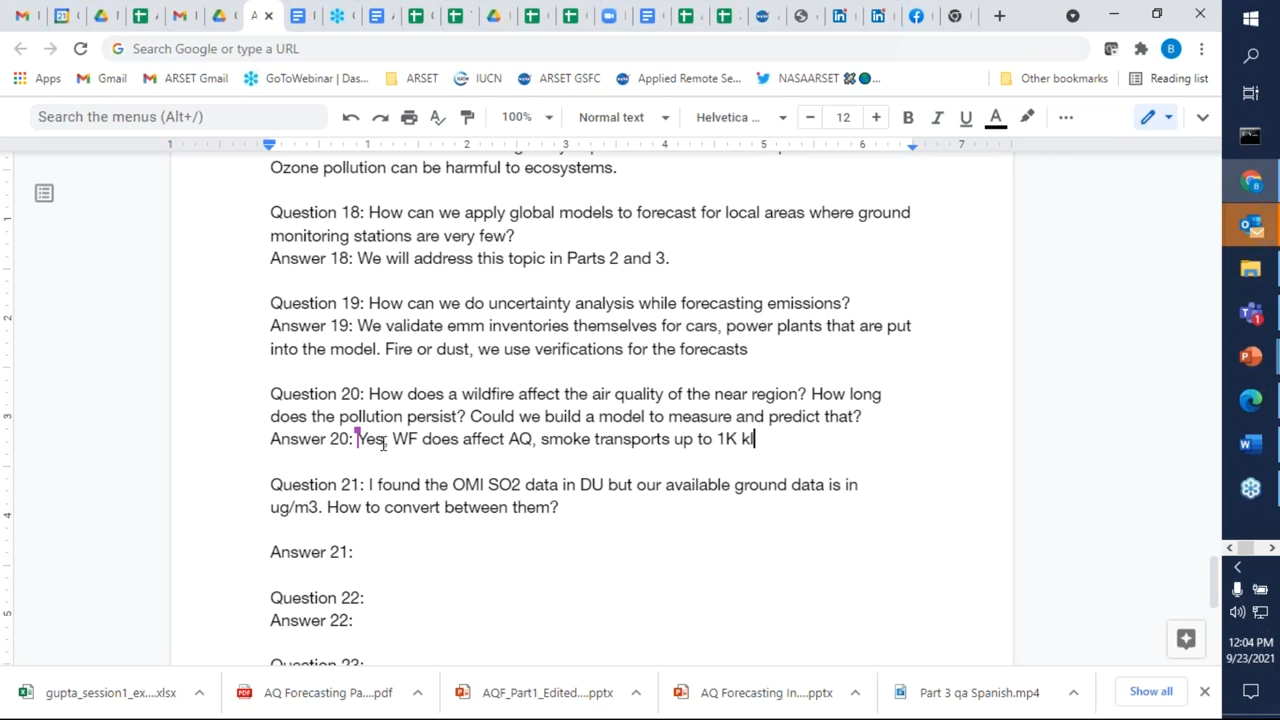 Search Google or type a URL
B
Apps
Gmail
ARSET Gmail
GoToWebinar | Das...
ARSET
IUCN
ARSET GSFC
Applied Remote Se...
NASAARSET
Other bookmarks
Reading list
Search the menus (Alt+/)
100%
Normal text
Helvetica ...
12
B I U A
1 1 2 3 4 5 6 7
Ozone pollution can be harmful to ecosystems.
Question 18: How can we apply global models to forecast for local areas where ground
monitoring stations are very few?
Answer 18: We will address this topic in Parts 2 and 3.
Question 19: How can we do uncertainty analysis while forecasting emissions?
Answer 19: We validate emm inventories themselves for cars, power plants that are put
into the model. Fire or dust, we use verifications for the forecasts
Question 20: How does a wildfire affect the air quality of the near region? How long
does the pollution persist? Could we build a model to measure and predict that?
Answer 20: Yes, WF does affect AQ, smoke transports up to 1K kl
Question 21: I found the OMI SO2 data in DU but our available ground data is in
ug/m3. How to convert between them?
Answer 21:
Question 22:
Answer 22:
Question 23:
gupta_session1_ex....xlsx
AQ Forecasting Pa....pdf
AQF_Part1_Edited....pptx
AQ Forecasting In....pptx
Part 3 qa Spanish.mp4
Show all
12:04 PM
9/23/2021